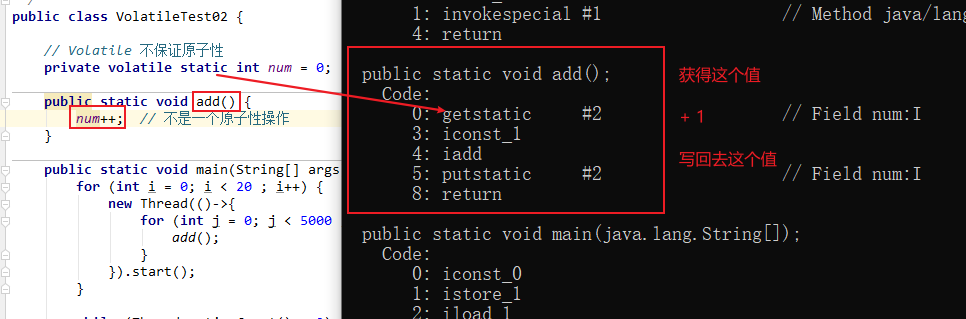 public class VolatileTest02 {
// Volatile 不保证原子性
private volatile static int num = 0;
public static void add() {
num++; // 不是一个原子性操作
}
public static void main(String[] args
for (int i = 0; i < 20 ; i++) {
new Thread(()->{
for (int j = 0; j < 5000
add();
}
}).start();
}
1: invokespecial #1 // Method java/lang
4: return
public static void add();
Code:
0: getstatic #2 // Field num:I
3: iconst_1
4: iadd
5: putstatic #2 // Field num:I
8: return
获得这个值
+ 1
写回去这个值
public static void main(java.lang.String[]);
Code:
0: iconst_0
1: istore_1
2: iload_1